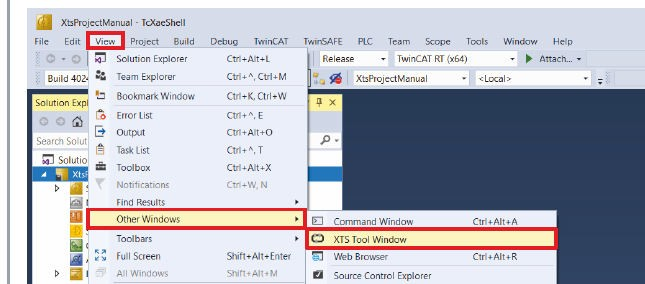 XtsProjectManual - TcXaeShell
File Edit View Project Build Debug TwinCAT TwinSAFE PLC Team Scope Tools Window Help
Release TwinCAT RT (x64) Attach...
Build 4024 XtsProjectManual <Local>
Solution Explorer Ctrl+Alt+L
Team Explorer Ctrl+^, Ctrl+M
Bookmark Window Ctrl+K, Ctrl+W
Error List Ctrl+^, E
Output Ctrl+Alt+O
Task List Ctrl+^, T
Toolbox Ctrl+Alt+X
Notifications Ctrl+W, N
Find Results
Other Windows
Toolbars
Full Screen Shift+Alt+Enter
All Windows Shift+Alt+M
Solution Expl
Search Solut
Solutio
Command Window Ctrl+Alt+A
XTS Tool Window
Web Browser Ctrl+Alt+R
Source Control Explorer